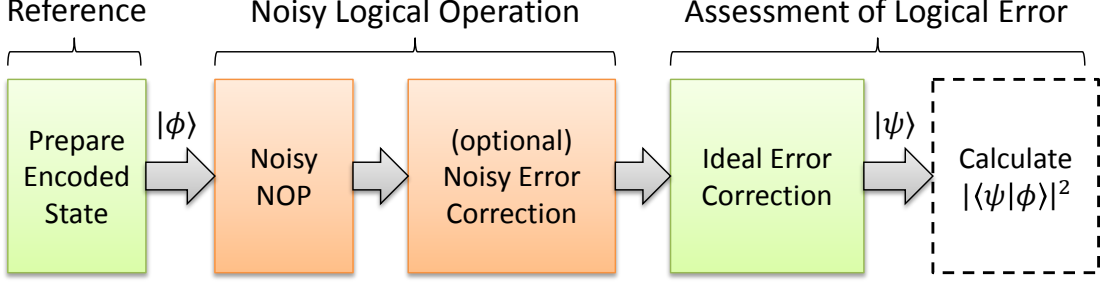 Reference
Noisy Logical Operation
Assessment of Logical Error
Prepare
Encoded
State
|ϕ⟩
Noisy
NOP
(optional)
Noisy Error
Correction
Ideal Error
Correction
|ψ⟩
Calculate
|⟨ψ|ϕ⟩|²